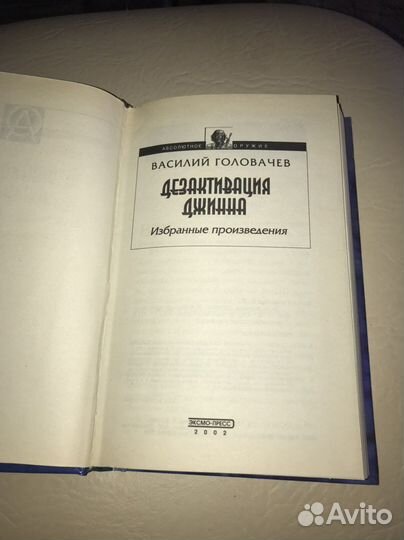 АБСОЛЮТНОЕ ОРУЖИЕ
ВАСИЛИЙ ГОЛОВАЧЕВ
ДЕЗАКТИВАЦИЯ
ДЖИННА
Избранные произведения
ЭКСМО-ПРЕСС
2002
Avito